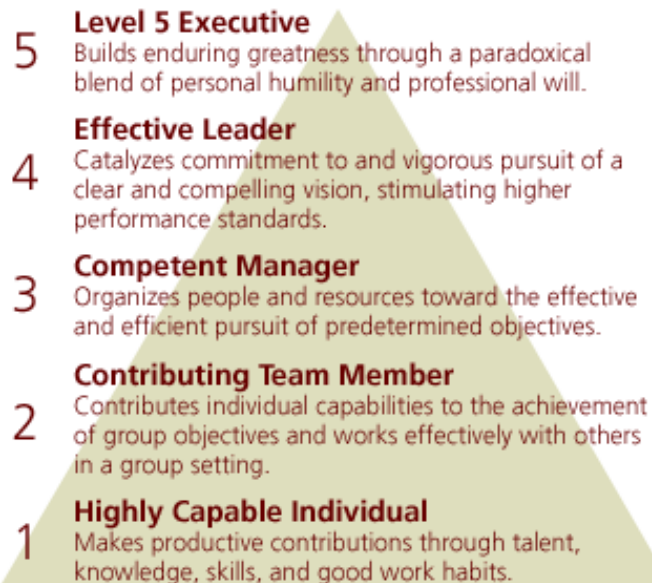 5
Level 5 Executive
Builds enduring greatness through a paradoxical
blend of personal humility and professional will.
4
Effective Leader
Catalyzes commitment to and vigorous pursuit of a
clear and compelling vision, stimulating higher
performance standards.
3
Competent Manager
Organizes people and resources toward the effective
and efficient pursuit of predetermined objectives.
2
Contributing Team Member
Contributes individual capabilities to the achievement
of group objectives and works effectively with others
in a group setting.
1
Highly Capable Individual
Makes productive contributions through talent,
knowledge, skills, and good work habits.